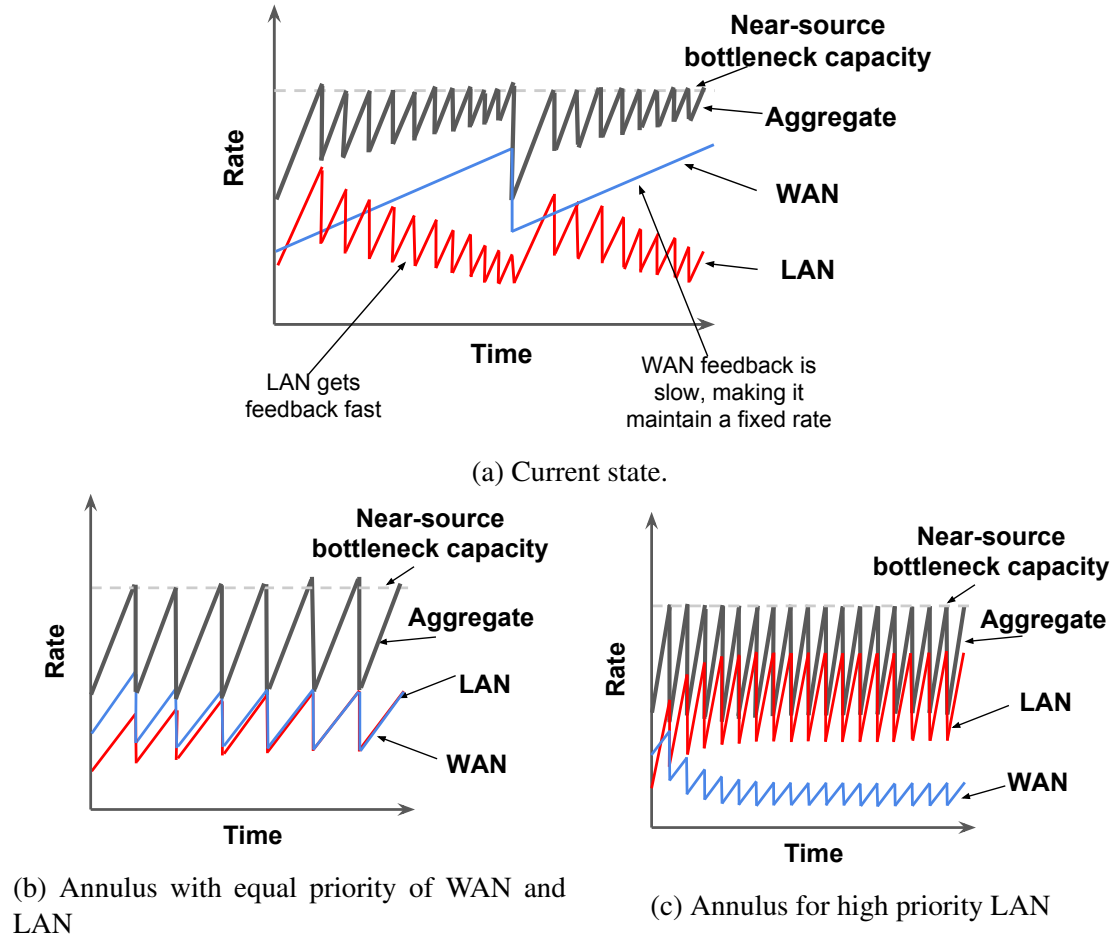 Near-source
bottleneck capacity
Aggregate
Rate
WAN
LAN
Time
LAN gets
feedback fast
WAN feedback is
slow, making it
maintain a fixed rate
(a) Current state.
Near-source
bottleneck capacity
Aggregate
Rate
LAN
WAN
Time
(b) Annulus with equal priority of WAN and
LAN
Near-source
bottleneck capacity
Aggregate
Rate
LAN
WAN
Time
(c) Annulus for high priority LAN